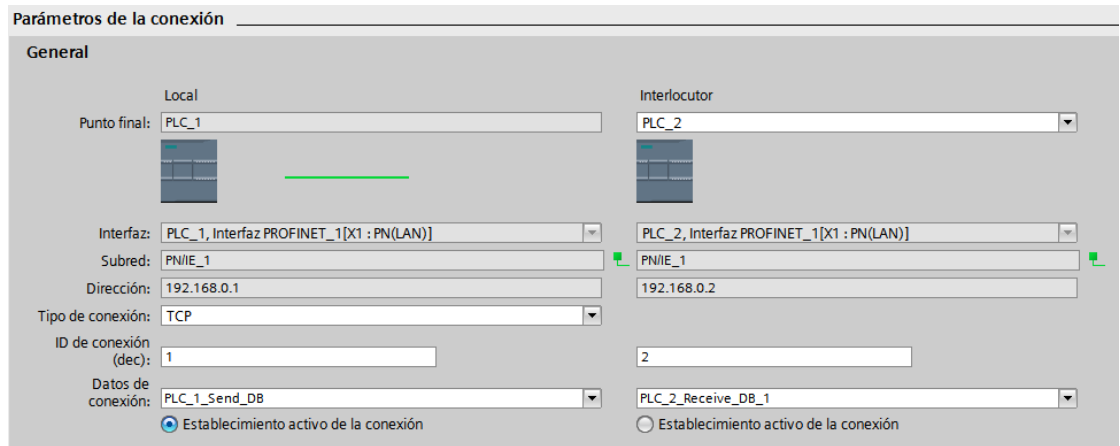 Parámetros de la conexión
General
Local Interlocutor
Punto final: PLC_1 PLC_2
Interfaz: PLC_1, Interfaz PROFINET_1[X1 : PN(LAN)] PLC_2, Interfaz PROFINET_1[X1 : PN(LAN)]
Subred: PN/IE_1 PN/IE_1
Dirección: 192.168.0.1 192.168.0.2
Tipo de conexión: TCP
ID de conexión
(dec): 1 2
Datos de
conexión: PLC_1_Send_DB PLC_2_Receive_DB_1
Establecimiento activo de la conexión Establecimiento activo de la conexión